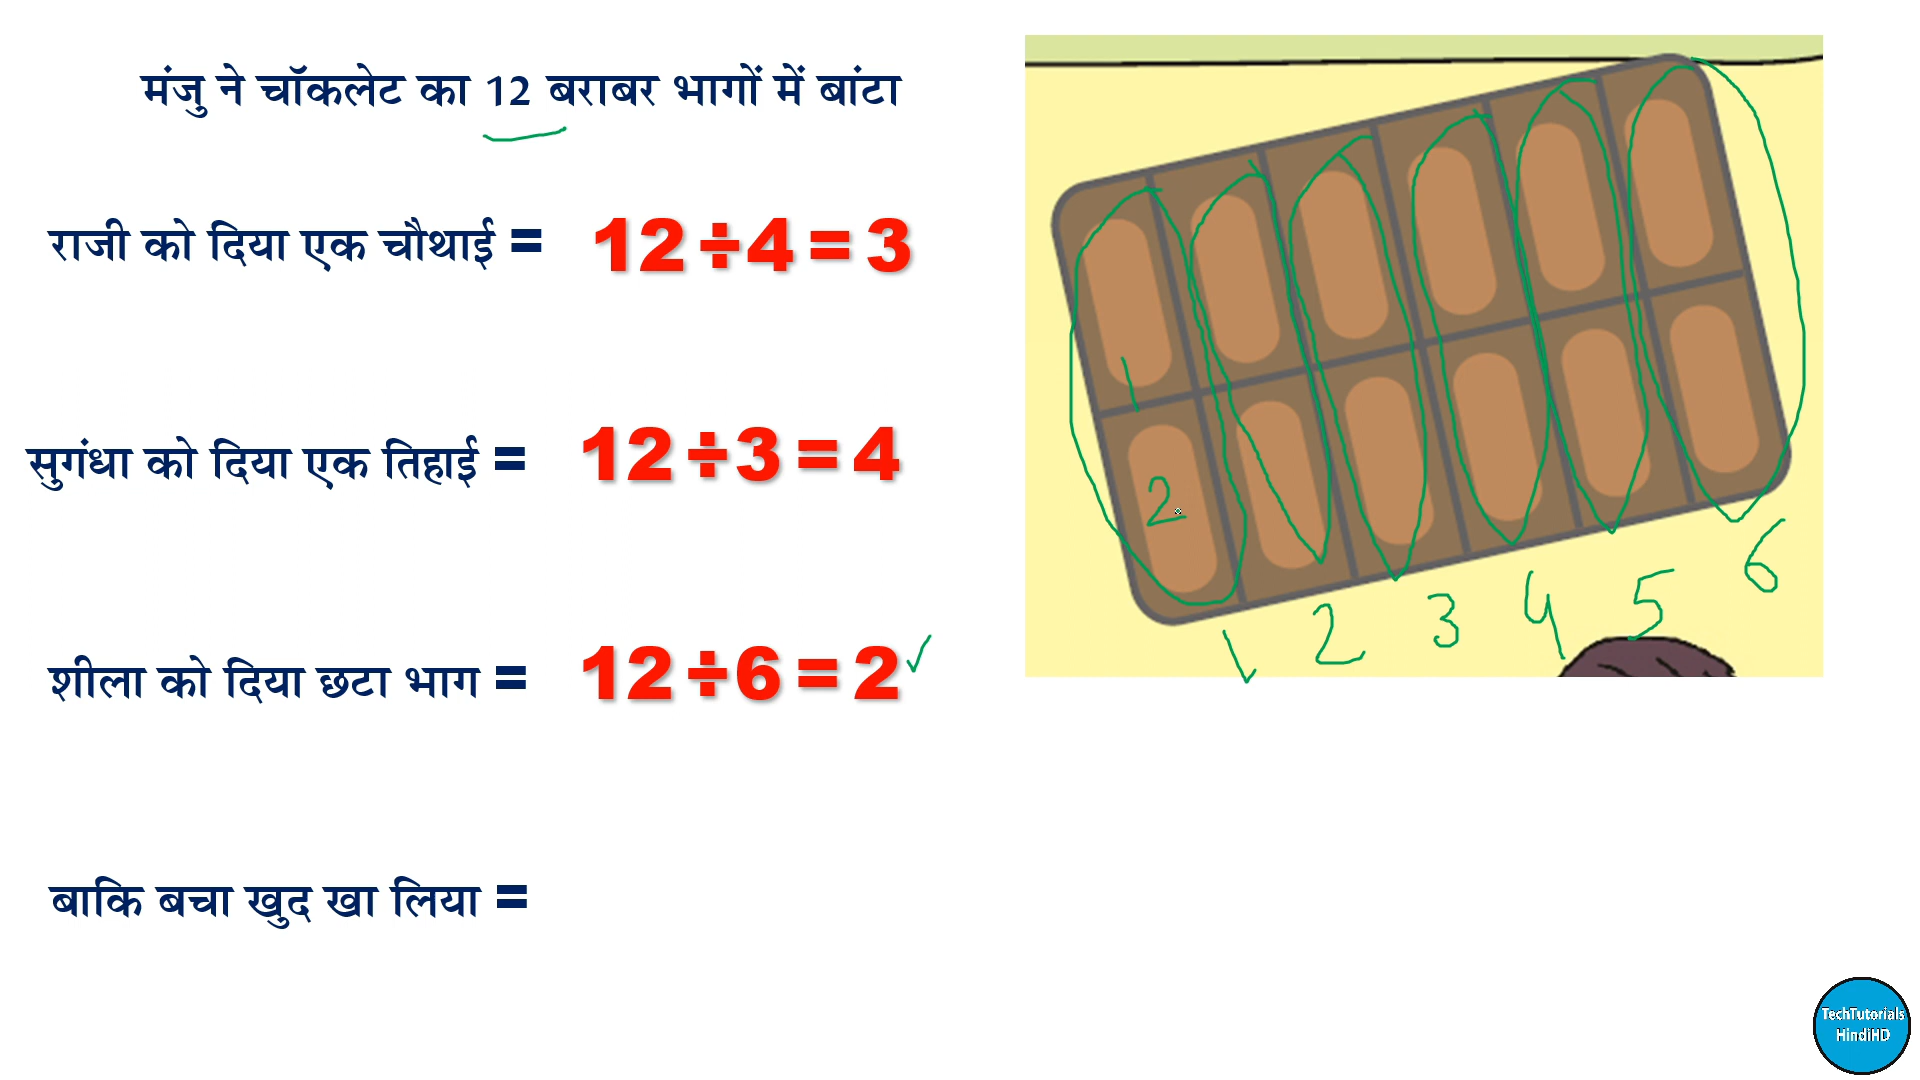 मंजु ने चॉकलेट का 12 बराबर भागों में बांटा
राजी को दिया एक चौथाई = 12÷4=3
सुगंधा को दिया एक तिहाई = 12÷3=4
शीला को दिया छटा भाग = 12÷6=2 ✓
बाकि बचा खुद खा लिया =
1
2
1 2 3 4 5 6
TechTutorials
HindiHD